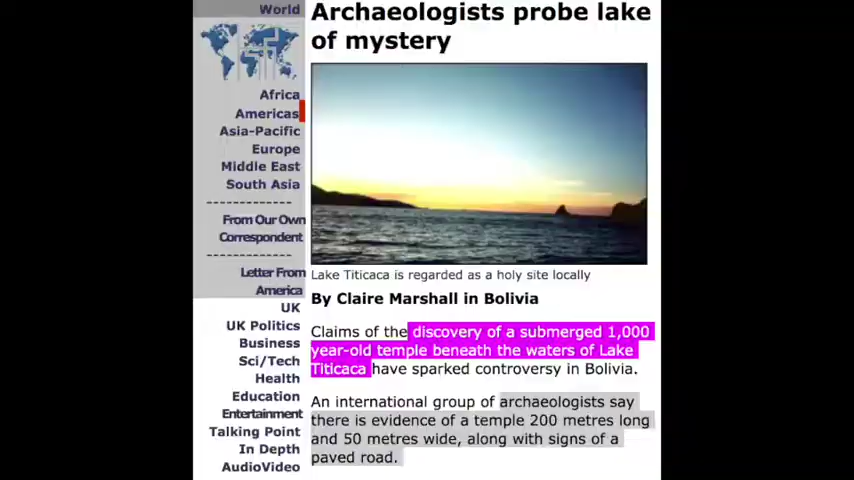 World
Africa
Americas
Asia-Pacific
Europe
Middle East
South Asia
--------------
From Our Own
Correspondent
--------------
Letter From
America
UK
UK Politics
Business
Sci/Tech
Health
Education
Entertainment
Talking Point
In Depth
AudioVideo
Archaeologists probe lake
of mystery
Lake Titicaca is regarded as a holy site locally
By Claire Marshall in Bolivia
Claims of the discovery of a submerged 1,000
year-old temple beneath the waters of Lake
Titicaca have sparked controversy in Bolivia.
An international group of archaeologists say
there is evidence of a temple 200 metres long
and 50 metres wide, along with signs of a
paved road.